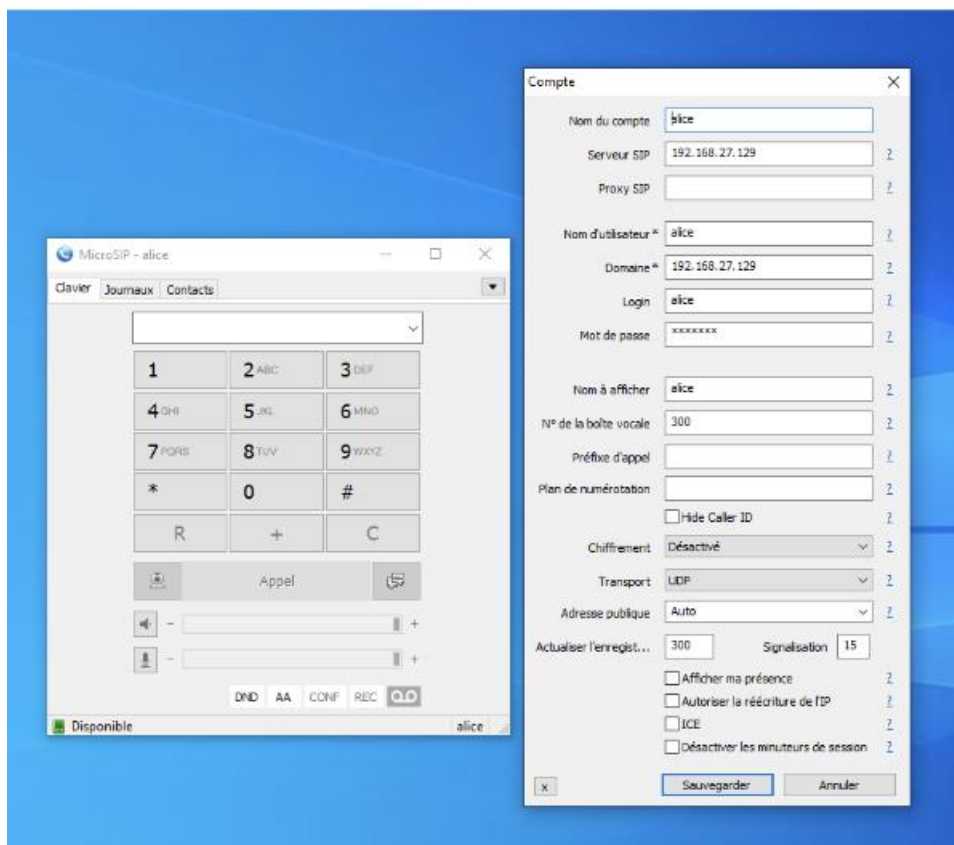 MicroSIP - alice
Clavier Journaux Contacts
1 2 ABC 3 DEF
4 GHI 5 JKL 6 MNO
7 PQRS 8 TUV 9 WXYZ
* 0 #
R + C
Appel
- +
- +
DND AA CONF REC
Disponible alice
Compte
Nom du compte alice
Serveur SIP 192.168.27.129 ?
Proxy SIP ?
Nom d'utilisateur* alice ?
Domaine* 192.168.27.129 ?
Login alice ?
Mot de passe ******* ?
Nom à afficher alice ?
N° de la boîte vocale 300 ?
Préfixe d'appel ?
Plan de numérotation ?
Hide Caller ID ?
Chiffrement Désactivé ?
Transport UDP ?
Adresse publique Auto ?
Actualiser l'enregist... 300 Signalisation 15
Afficher ma présence ?
Autoriser la réécriture de l'IP ?
ICE ?
Désactiver les minuteurs de session ?
x Sauvegarder Annuler